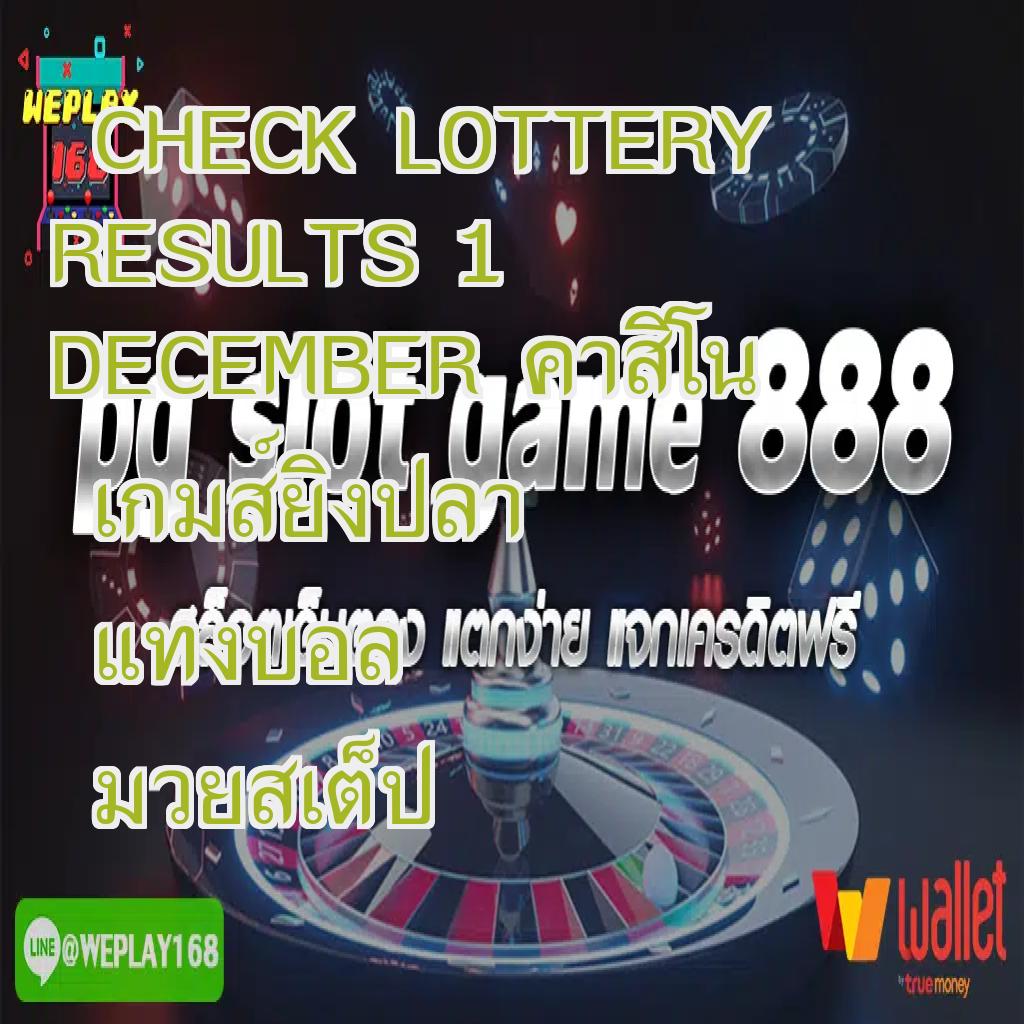 WEPLAY
168
CHECK LOTTERY
RESULTS 1
DECEMBER คาสิโน
pg slot game 888
เกมส์ยิงปลา
แตกง่าย แจกเครดิตฟรี
แทงบอล
มวยสเต็ป
LINE @WEPLAY168
wallet
by truemoney